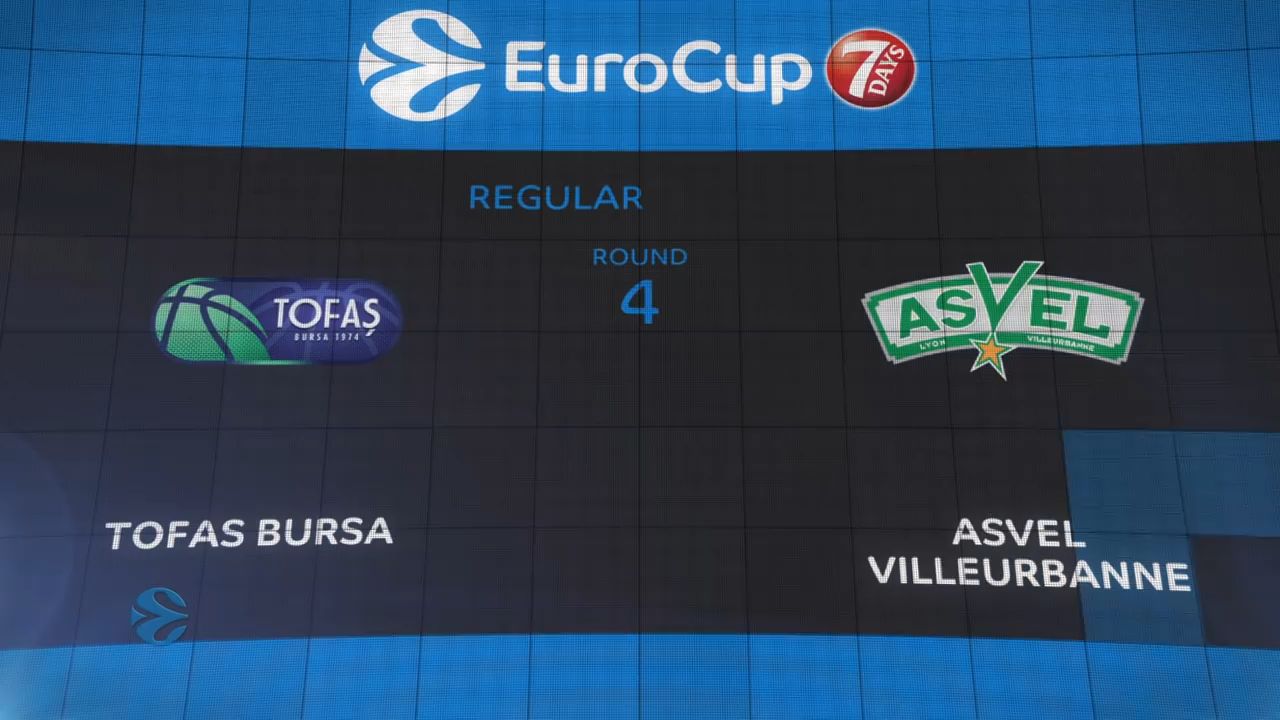 EuroCup 7DAYS
REGULAR
ROUND
4
TOFAŞ
BURSA 1974
ASVEL
LYON VILLEURBANNE
TOFAS BURSA
ASVEL
VILLEURBANNE